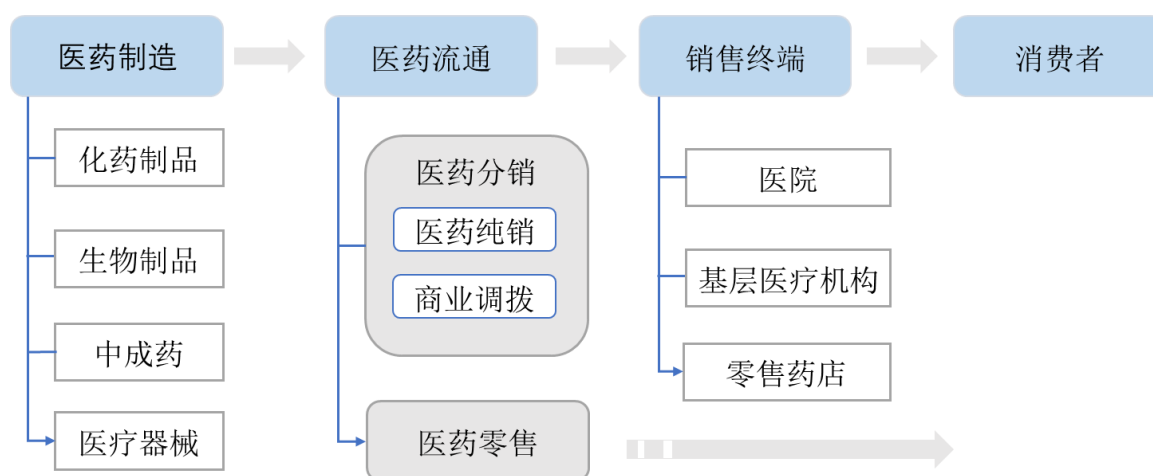 医药制造
医药流通
销售终端
消费者
化药制品
生物制品
中成药
医疗器械
医药分销
医药纯销
商业调拨
医药零售
医院
基层医疗机构
零售药店